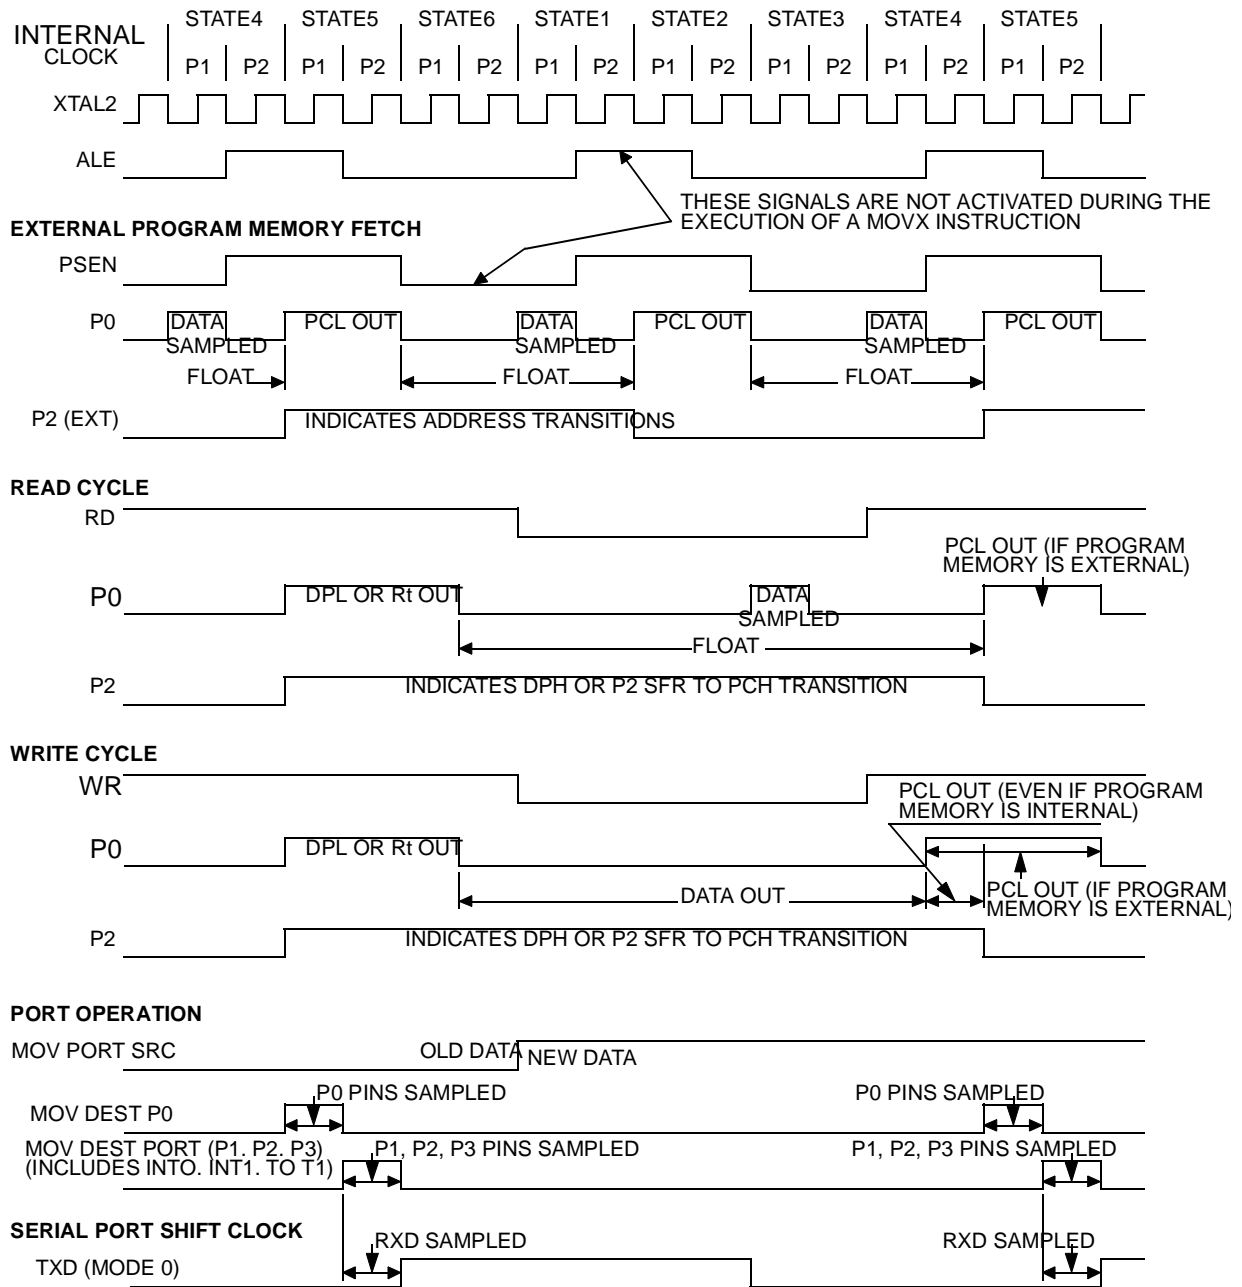 INTERNAL
CLOCK
STATE4 STATE5 STATE6 STATE1 STATE2 STATE3 STATE4 STATE5
P1 P2 P1 P2 P1 P2 P1 P2 P1 P2 P1 P2 P1 P2 P1 P2
XTAL2
ALE
THESE SIGNALS ARE NOT ACTIVATED DURING THE
EXECUTION OF A MOVX INSTRUCTION
EXTERNAL PROGRAM MEMORY FETCH
PSEN
P0 DATA PCL OUT DATA PCL OUT DATA PCL OUT
SAMPLED SAMPLED SAMPLED
FLOAT FLOAT FLOAT
P2 (EXT) INDICATES ADDRESS TRANSITIONS
READ CYCLE
RD
PCL OUT (IF PROGRAM
MEMORY IS EXTERNAL)
P0 DPL OR Rt OUT DATA
SAMPLED
FLOAT
P2 INDICATES DPH OR P2 SFR TO PCH TRANSITION
WRITE CYCLE
WR
PCL OUT (EVEN IF PROGRAM
MEMORY IS INTERNAL)
P0 DPL OR Rt OUT
DATA OUT
PCL OUT (IF PROGRAM
MEMORY IS EXTERNAL)
P2 INDICATES DPH OR P2 SFR TO PCH TRANSITION
PORT OPERATION
MOV PORT SRC OLD DATA NEW DATA
P0 PINS SAMPLED P0 PINS SAMPLED
MOV DEST P0
MOV DEST PORT (P1. P2. P3) P1, P2, P3 PINS SAMPLED P1, P2, P3 PINS SAMPLED
(INCLUDES INTO. INT1. TO T1)
SERIAL PORT SHIFT CLOCK
RXD SAMPLED RXD SAMPLED
TXD (MODE 0)